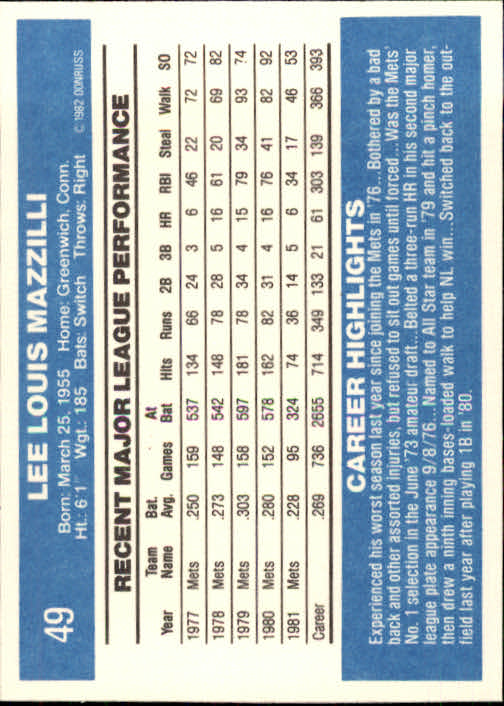 49
LEE LOUIS MAZZILLI
Born: March 25, 1955 Home: Greenwich, Conn.
Ht.: 6'1" Wgt.: 185 Bats: Switch Throws: Right
© 1982 DONRUSS
RECENT MAJOR LEAGUE PERFORMANCE
Year Team Name Bat. Avg. Games At Bat Hits Runs 2B 3B HR RBI Steal Walk SO
1977 Mets .250 159 537 134 66 24 3 6 46 22 72 72
1978 Mets .273 148 542 148 78 28 5 16 61 20 69 82
1979 Mets .303 158 597 181 78 34 4 15 79 34 93 74
1980 Mets .280 152 578 162 82 31 4 16 76 41 82 92
1981 Mets .228 95 324 74 36 14 5 6 34 17 46 53
Career .269 736 2655 714 349 133 21 61 303 139 366 393
CAREER HIGHLIGHTS
Experienced his worst season last year since joining the Mets in '76...Bothered by a bad
back and other assorted injuries, but refused to sit out games until forced...Was the Mets'
No. 1 selection in the June '73 amateur draft...Belted a three-run HR in his second major
league plate appearance 9/8/76...Named to All Star team in '79 and hit a pinch homer,
then drew a ninth inning bases-loaded walk to help NL win...Switched back to the out-
field last year after playing 1B in '80.